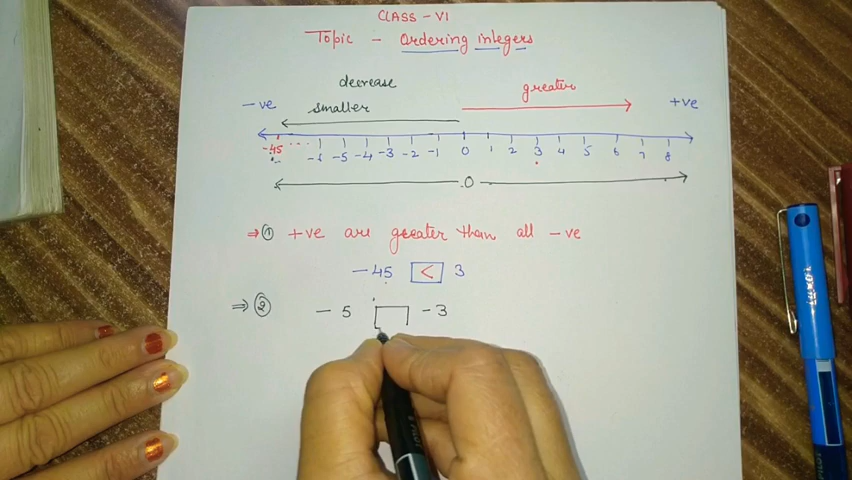 CLASS - VI
Topic - Ordering integers
decrease
greater
-ve smaller +ve
-45 ... -6 -5 -4 -3 -2 -1 0 1 2 3 4 5 6 7 8
0
⇒ ① +ve are greater than all -ve
-45 < 3
⇒ ② -5 -3
PILOT